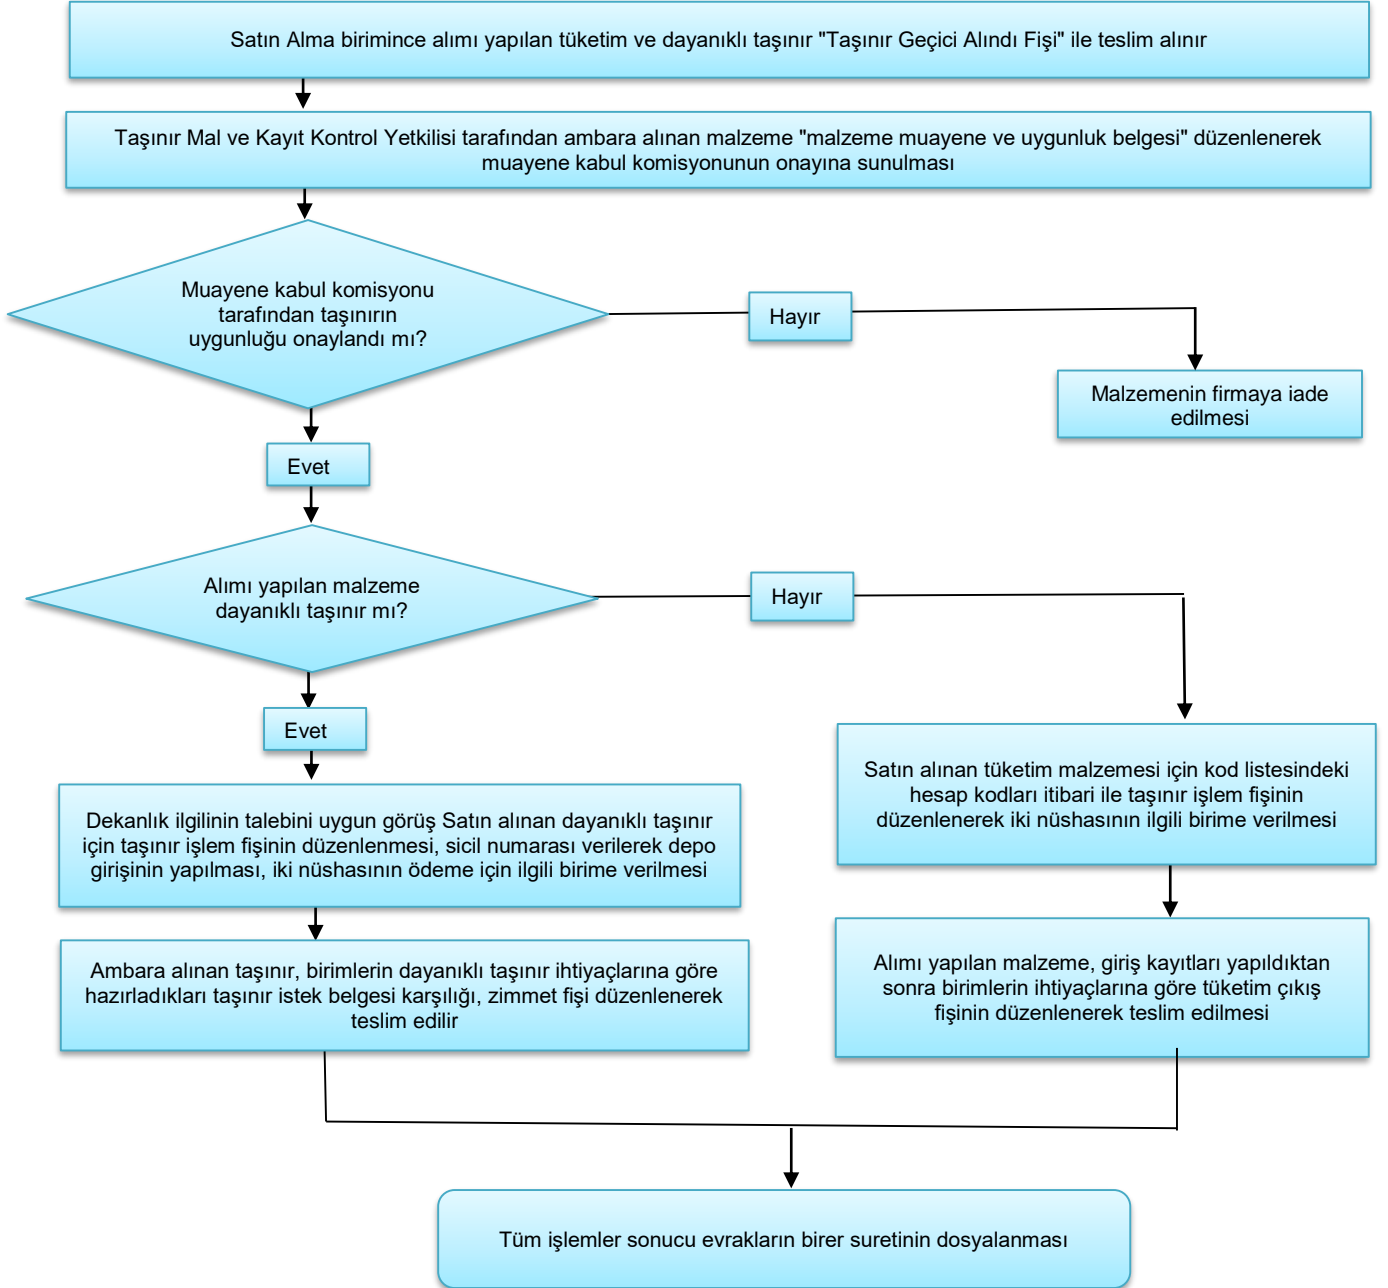 Satın Alma birimince alımı yapılan tüketim ve dayanıklı taşınır "Taşınır Geçici Alındı Fişi" ile teslim alınır
Taşınır Mal ve Kayıt Kontrol Yetkilisi tarafından ambara alınan malzeme "malzeme muayene ve uygunluk belgesi" düzenlenerek
muayene kabul komisyonunun onayına sunulması
Muayene kabul komisyonu
tarafından taşınırın
uygunluğu onaylandı mı?
Hayır
Malzemenin firmaya iade
edilmesi
Evet
Alımı yapılan malzeme
dayanıklı taşınır mı?
Hayır
Evet
Satın alınan tüketim malzemesi için kod listesindeki
hesap kodları itibari ile taşınır işlem fişinin
düzenlenerek iki nüshasının ilgili birime verilmesi
Dekanlık ilgilinin talebini uygun görüş Satın alınan dayanıklı taşınır
için taşınır işlem fişinin düzenlenmesi, sicil numarası verilerek depo
girişinin yapılması, iki nüshasının ödeme için ilgili birime verilmesi
Alımı yapılan malzeme, giriş kayıtları yapıldıktan
sonra birimlerin ihtiyaçlarına göre tüketim çıkış
fişinin düzenlenerek teslim edilmesi
Ambara alınan taşınır, birimlerin dayanıklı taşınır ihtiyaçlarına göre
hazırladıkları taşınır istek belgesi karşılığı, zimmet fişi düzenlenerek
teslim edilir
Tüm işlemler sonucu evrakların birer suretinin dosyalanması